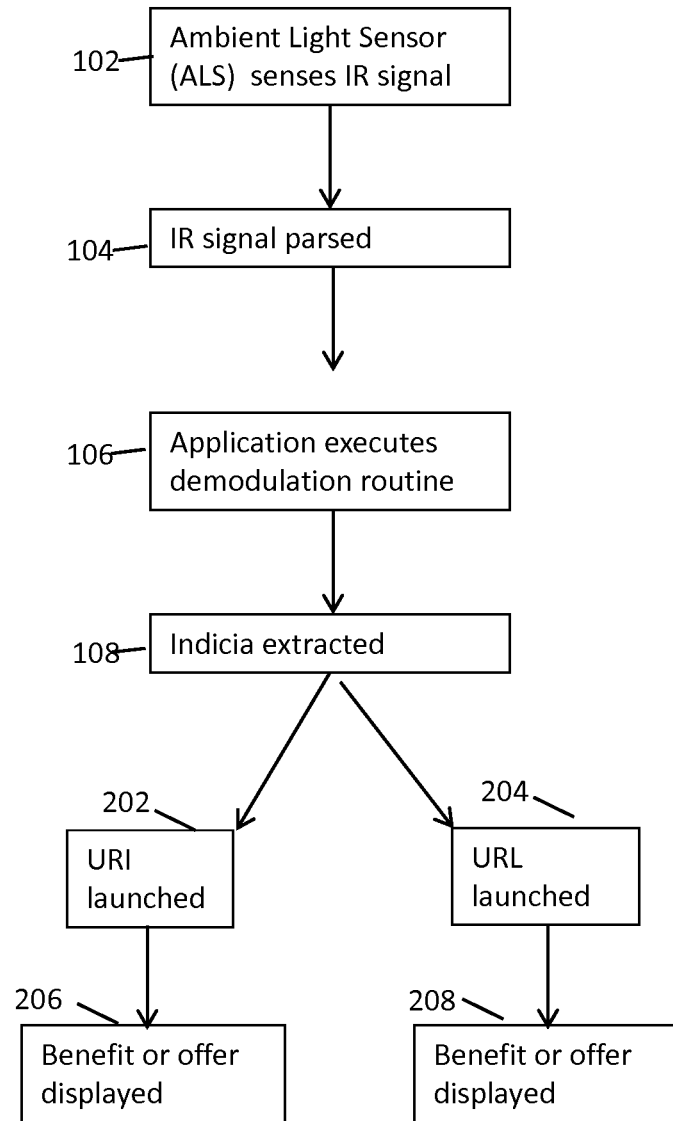 102
Ambient Light Sensor
(ALS) senses IR signal
104
IR signal parsed
106
Application executes
demodulation routine
108
Indicia extracted
202
URI
launched
204
URL
launched
206
Benefit or offer
displayed
208
Benefit or offer
displayed